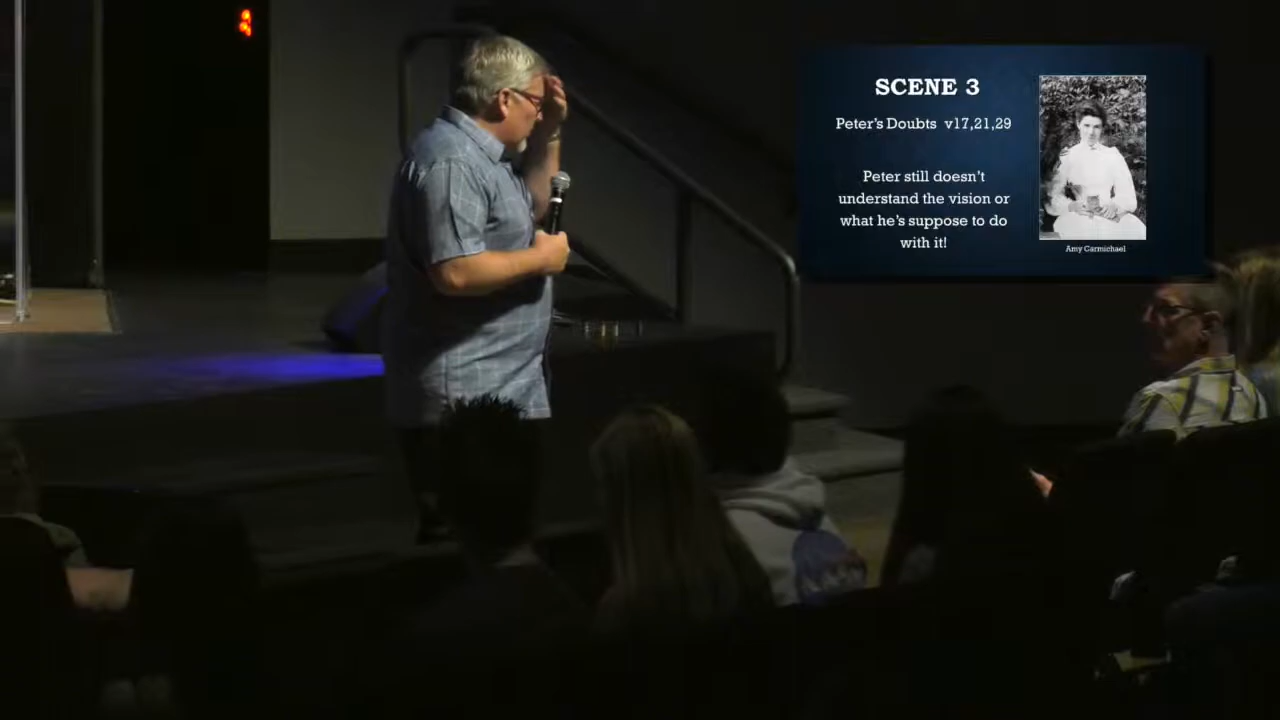 SCENE 3
Peter's Doubts v17,21,29
Peter still doesn't
understand the vision or
what he's suppose to do
with it!
Amy Carmichael